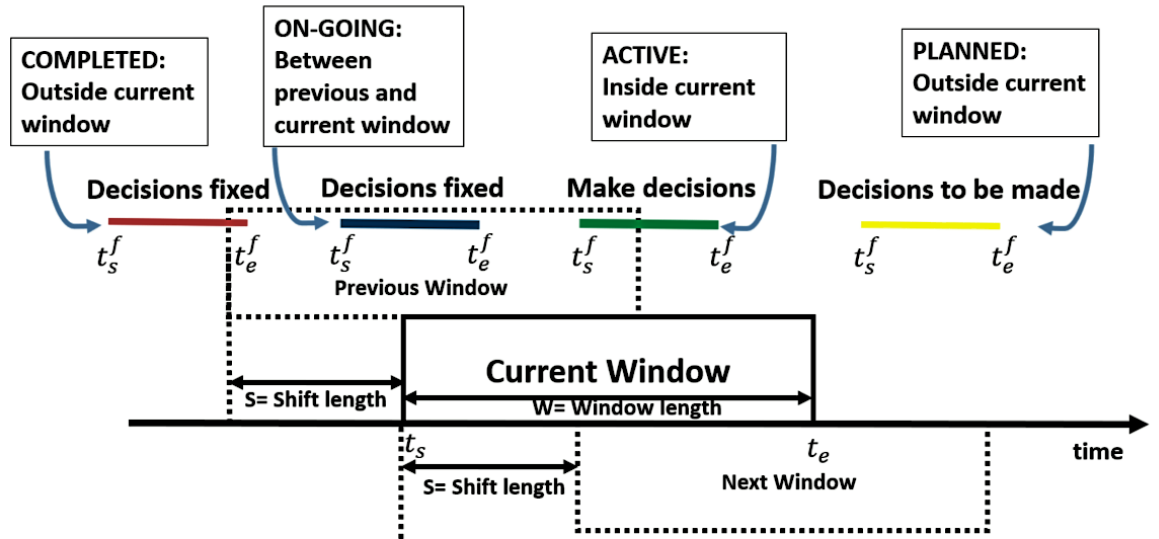 COMPLETED:
Outside current
window
ON-GOING:
Between
previous and
current window
ACTIVE:
Inside current
window
PLANNED:
Outside current
window
Decisions fixed
Decisions fixed
Make decisions
Decisions to be made
t_s^f
t_e^f
t_s^f
t_e^f
t_s^f
t_e^f
t_s^f
t_e^f
Previous Window
Current Window
S= Shift length
W= Window length
t_s
t_e
time
S= Shift length
Next Window